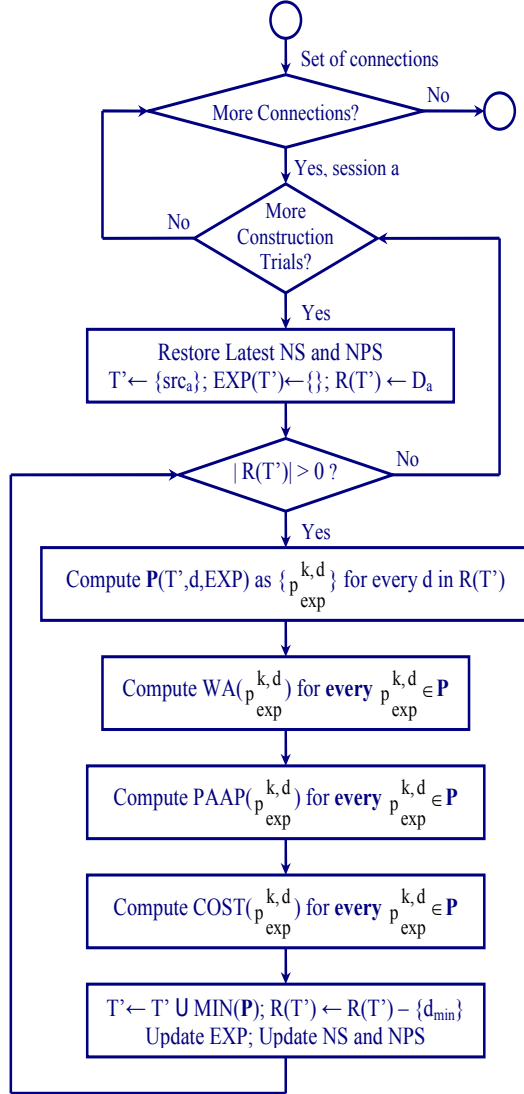 Set of connections
More Connections?
No
Yes, session a
No
More
Construction
Trials?
Yes
Restore Latest NS and NPS
T’← {srcₐ}; EXP(T’)←{}; R(T’) ← Dₐ
| R(T’)| > 0 ?
No
Yes
Compute P(T’,d,EXP) as {p_exp^k,d} for every d in R(T’)
Compute WA(p_exp^k,d) for every p_exp^k,d ∈ P
Compute PAAP(p_exp^k,d) for every p_exp^k,d ∈ P
Compute COST(p_exp^k,d) for every p_exp^k,d ∈ P
T’← T’ U MIN(P); R(T’) ← R(T’) – {d_min}
Update EXP; Update NS and NPS